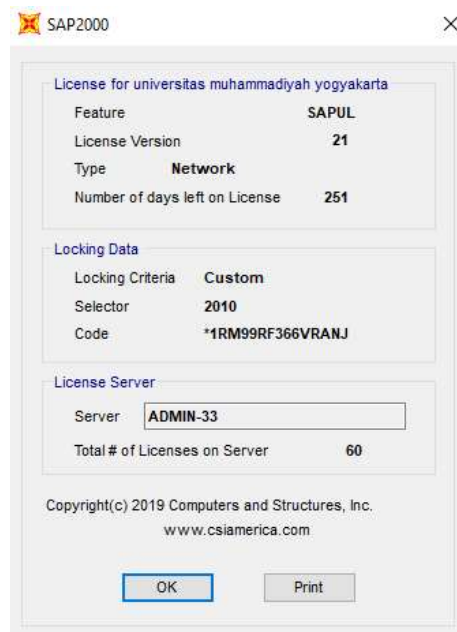 SAP2000
License for universitas muhammadiyah yogyakarta
Feature SAPUL
License Version 21
Type Network
Number of days left on License 251
Locking Data
Locking Criteria Custom
Selector 2010
Code *1RM99RF366VRANJ
License Server
Server ADMIN-33
Total # of Licenses on Server 60
Copyright(c) 2019 Computers and Structures, Inc.
www.csiamerica.com
OK Print